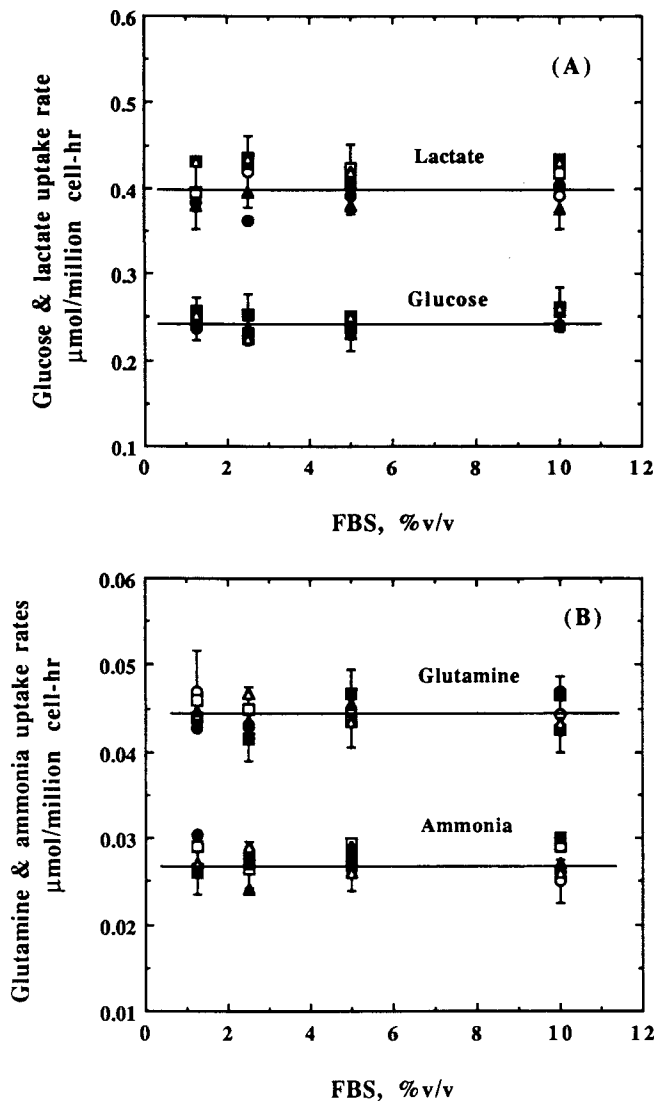 (A)
Glucose & lactate uptake rate
μmol/million cell-hr
0.6
0.5
0.4
0.3
0.2
0.1
Lactate
Glucose
0 2 4 6 8 10 12
FBS, %v/v
(B)
Glutamine & ammonia uptake rates
μmol/million cell-hr
0.06
0.05
0.04
0.03
0.02
0.01
Glutamine
Ammonia
0 2 4 6 8 10 12
FBS, %v/v